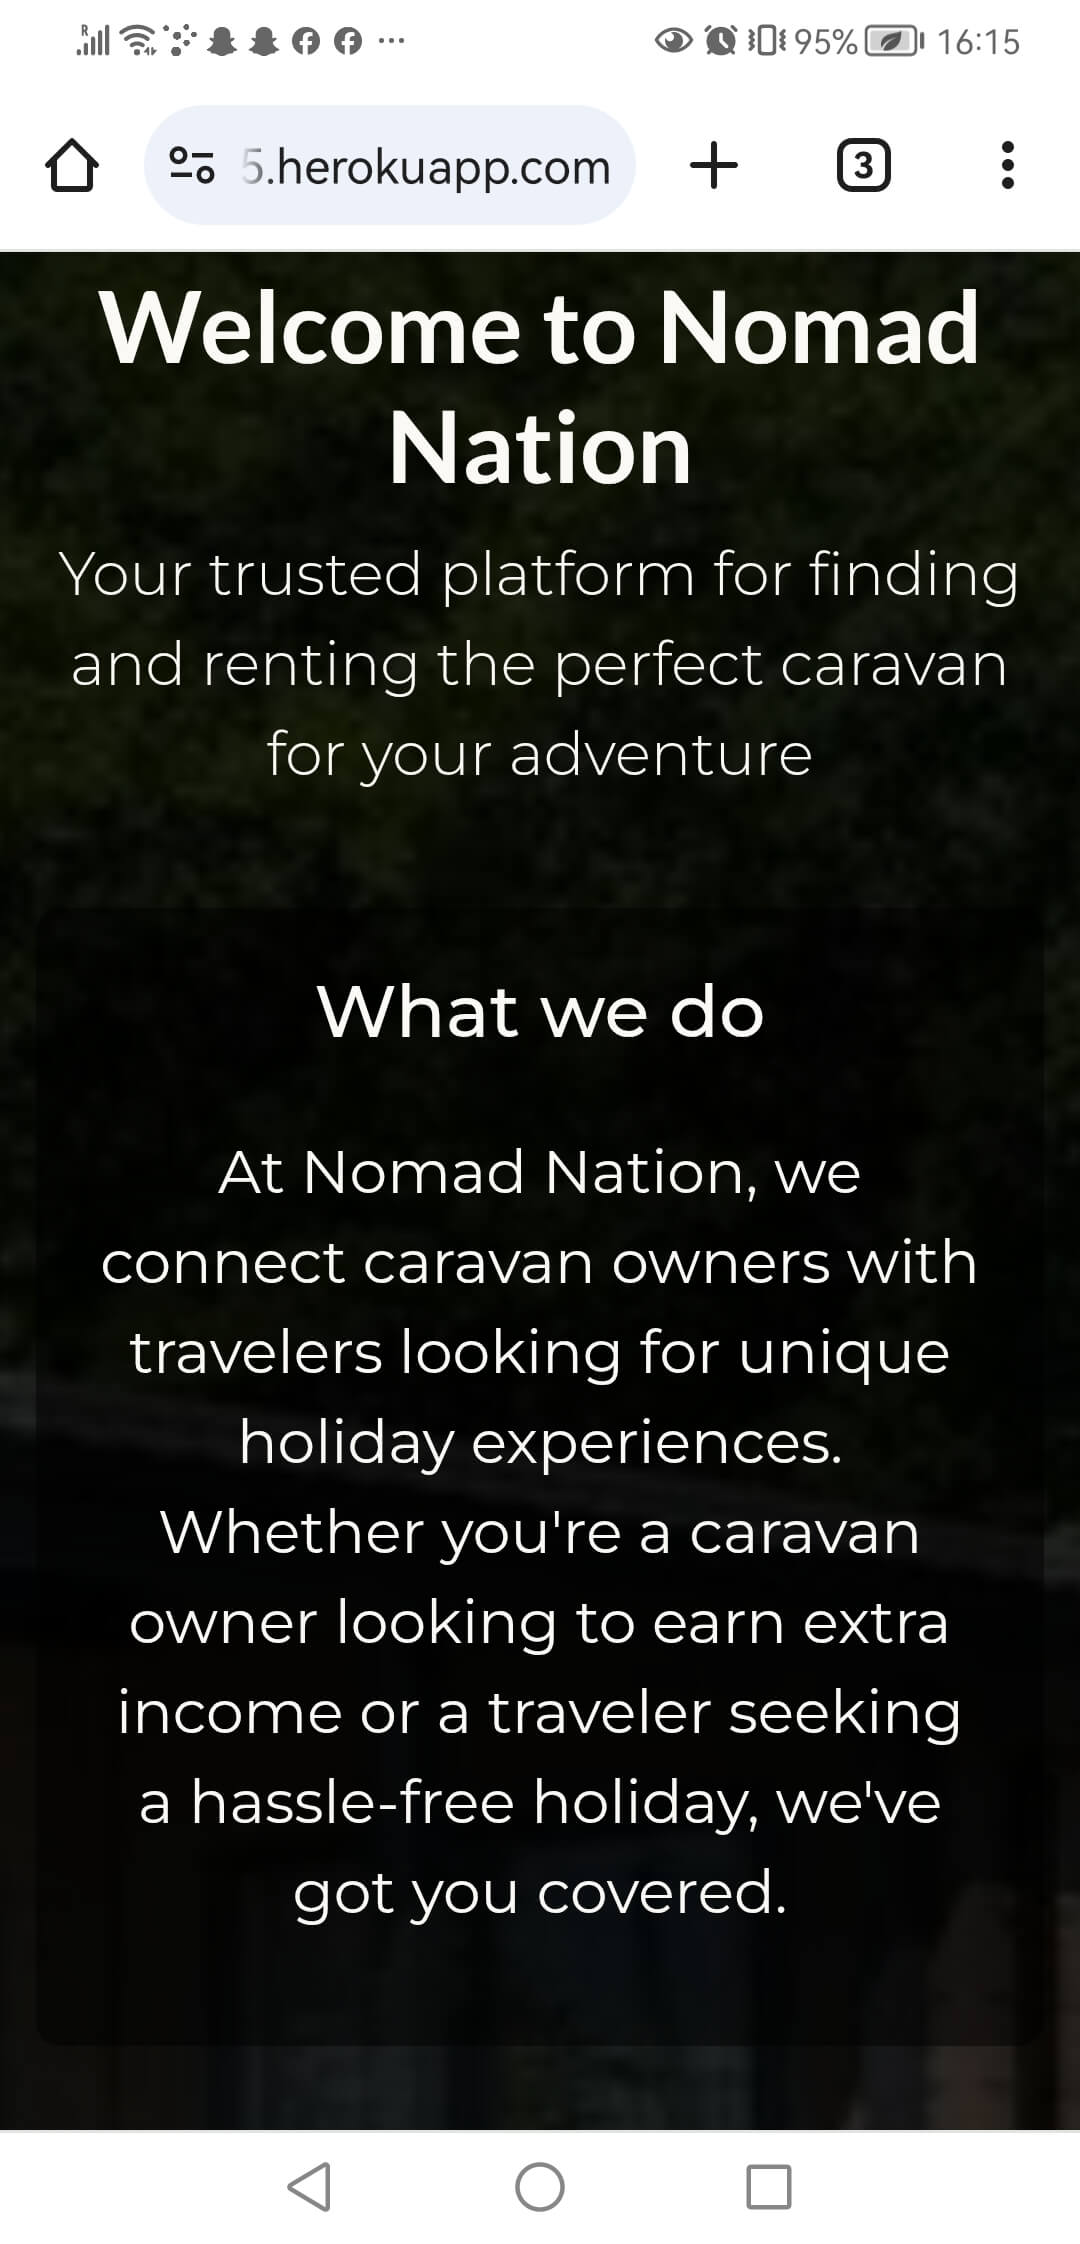 R
95%
16:15
5.herokuapp.com
3
Welcome to Nomad
Nation
Your trusted platform for finding
and renting the perfect caravan
for your adventure
What we do
At Nomad Nation, we
connect caravan owners with
travelers looking for unique
holiday experiences.
Whether you're a caravan
owner looking to earn extra
income or a traveler seeking
a hassle-free holiday, we've
got you covered.